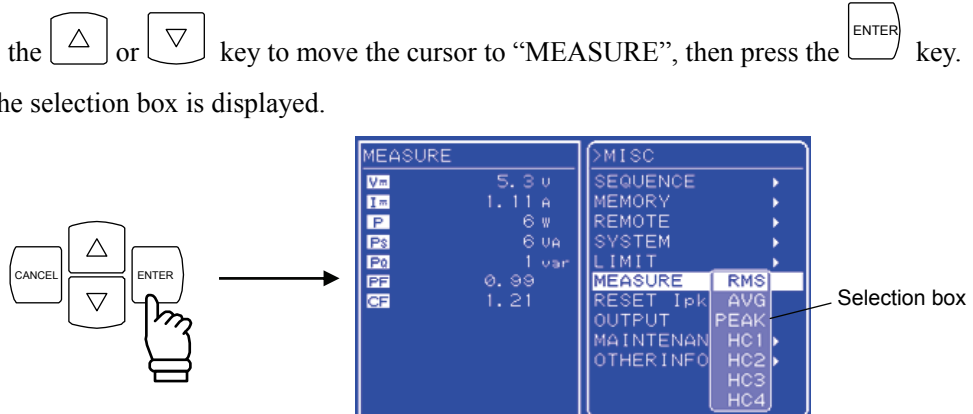 the △ or ▽ key to move the cursor to “MEASURE”, then press the ENTER key.
he selection box is displayed.
CANCEL
△
▽
ENTER
MEASURE
Vm 5.3 V
Im 1.11 A
P 6 W
Ps 6 VA
PQ 1 var
PF 0.99
CF 1.21
>MISC
SEQUENCE
MEMORY
REMOTE
SYSTEM
LIMIT
MEASURE RMS
RESET Ipk AVG
OUTPUT PEAK
MAINTENAN HC1
OTHERINFO HC2
HC3
HC4
Selection box